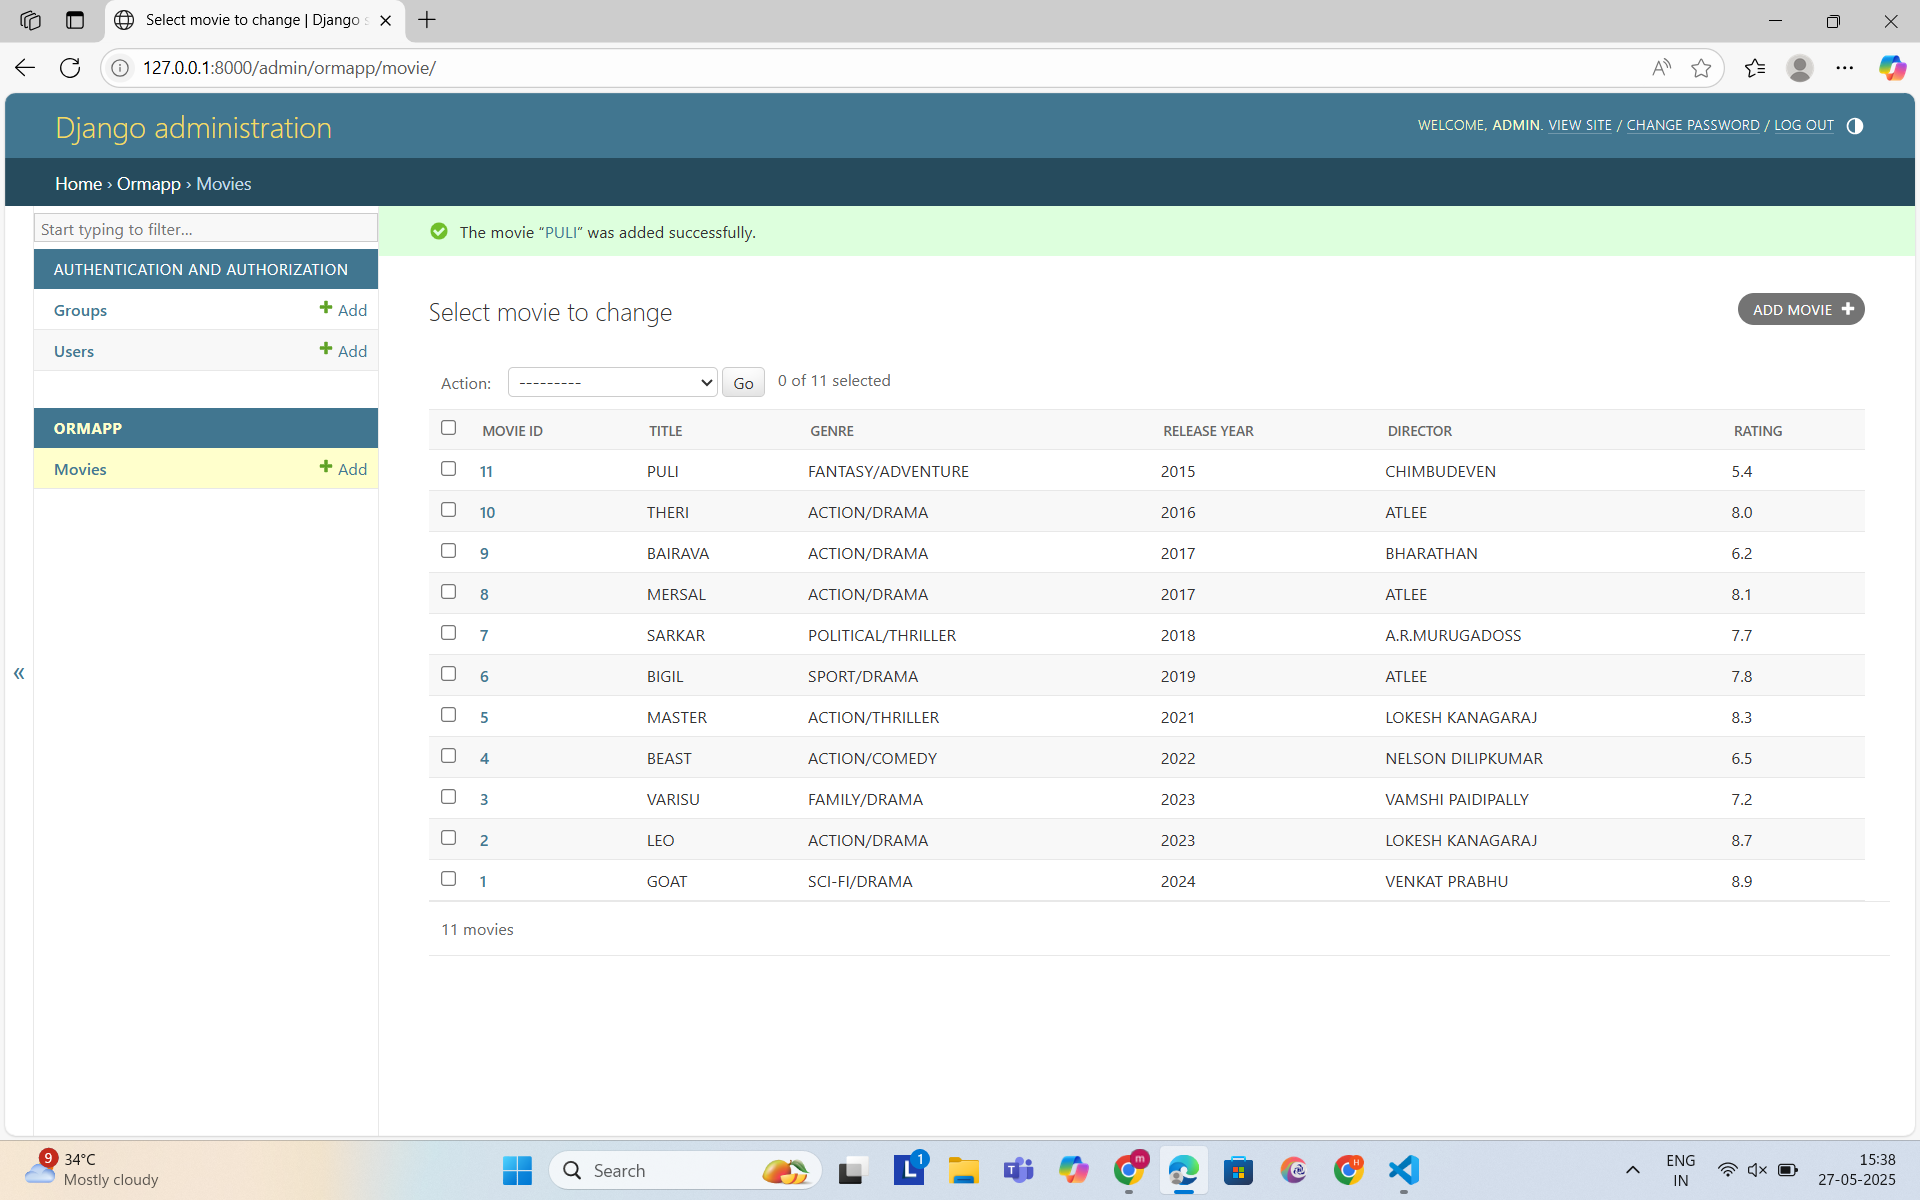 Select movie to change | Django s
127.0.0.1:8000/admin/ormapp/movie/
Django administration
WELCOME, ADMIN. VIEW SITE / CHANGE PASSWORD / LOG OUT
Home › Ormapp › Movies
Start typing to filter...
The movie “PULI” was added successfully.
AUTHENTICATION AND AUTHORIZATION
Groups Add
Users Add
ORMAPP
Movies Add
Select movie to change
ADD MOVIE
Action: --------- Go 0 of 11 selected
MOVIE ID TITLE GENRE RELEASE YEAR DIRECTOR RATING
11 PULI FANTASY/ADVENTURE 2015 CHIMBUDEVEN 5.4
10 THERI ACTION/DRAMA 2016 ATLEE 8.0
9 BAIRAVA ACTION/DRAMA 2017 BHARATHAN 6.2
8 MERSAL ACTION/DRAMA 2017 ATLEE 8.1
7 SARKAR POLITICAL/THRILLER 2018 A.R.MURUGADOSS 7.7
6 BIGIL SPORT/DRAMA 2019 ATLEE 7.8
5 MASTER ACTION/THRILLER 2021 LOKESH KANAGARAJ 8.3
4 BEAST ACTION/COMEDY 2022 NELSON DILIPKUMAR 6.5
3 VARISU FAMILY/DRAMA 2023 VAMSHI PAIDIPALLY 7.2
2 LEO ACTION/DRAMA 2023 LOKESH KANAGARAJ 8.7
1 GOAT SCI-FI/DRAMA 2024 VENKAT PRABHU 8.9
11 movies
«
9
34°C
Mostly cloudy
Search
L 1
m
H
ENG
IN
15:38
27-05-2025